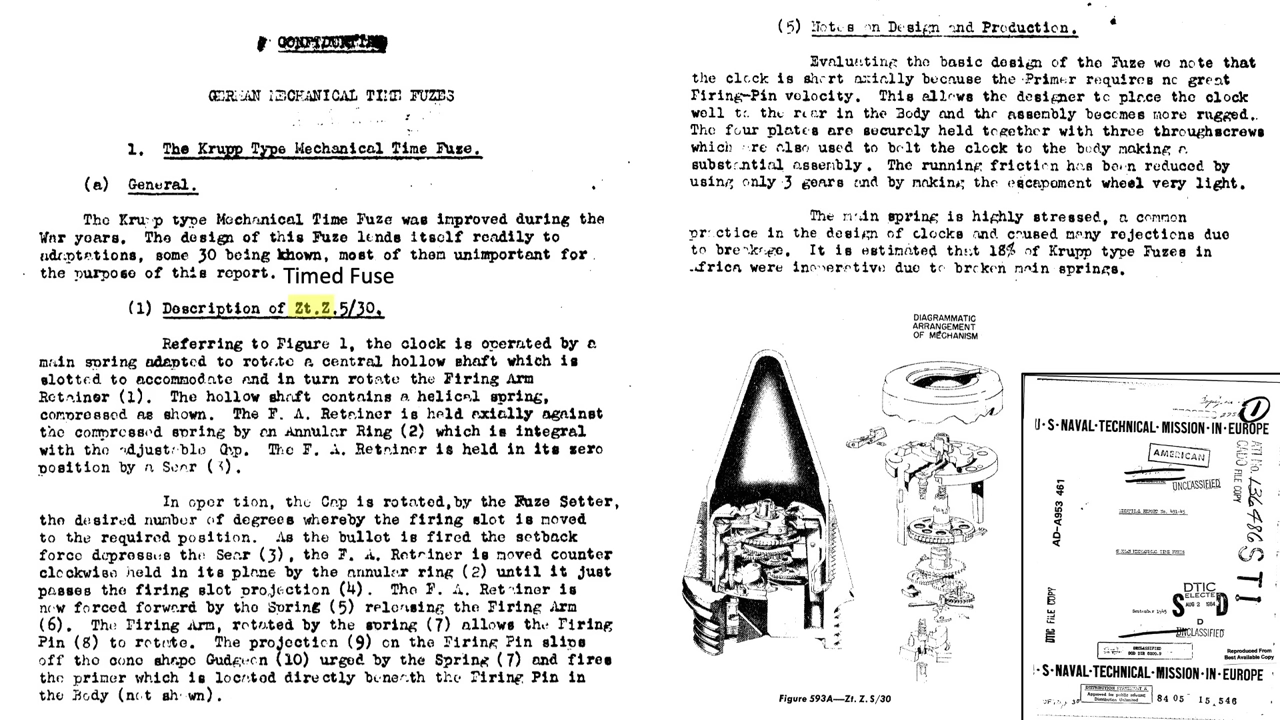 CONFIDENTIAL
GERMAN MECHANICAL TIME FUZES
1. The Krupp Type Mechanical Time Fuze.
(a) General.
The Krupp type Mechanical Time Fuze was improved during the
War years. The design of this Fuze lends itself readily to
adaptations, some 30 being known, most of them unimportant for
the purpose of this report.
Timed Fuse
(1) Description of Zt.Z.5/30.
Referring to Figure 1, the clock is operated by a
main spring adapted to rotate a central hollow shaft which is
slotted to accommodate and in turn rotate the Firing Arm
Retainer (1). The hollow shaft contains a helical spring,
compressed as shown. The F. A. Retainer is held axially against
the compressed spring by an Annular Ring (2) which is integral
with the adjustable Cap. The F. A. Retainer is held in its zero
position by a Sear (3).
In operation, the Cap is rotated, by the Fuze Setter,
the desired number of degrees whereby the firing slot is moved
to the required position. As the bullet is fired the setback
force depresses the Sear (3), the F. A. Retainer is moved counter
clockwise held in its plane by the annular ring (2) until it just
passes the firing slot projection (4). The F. A. Retainer is
now forced forward by the Spring (5) releasing the Firing Arm
(6). The Firing Arm, rotated by the spring (7) allows the Firing
Pin (8) to rotate. The projection (9) on the Firing Pin slips
off the cone shape Gudgeon (10) urged by the Spring (7) and fires
the primer which is located directly beneath the Firing Pin in
the Body (not shown).
(5) Notes on Design and Production.
Evaluating the basic design of the Fuze we note that
the clock is short axially because the Primer requires no great
Firing-Pin velocity. This allows the designer to place the clock
well to the rear in the Body and the assembly becomes more rugged.
The four plates are securely held together with three throughscrews
which are also used to bolt the clock to the body making a
substantial assembly. The running friction has been reduced by
using only 3 gears and by making the escapement wheel very light.
The main spring is highly stressed, a common
practice in the design of clocks and caused many rejections due
to breakage. It is estimated that 18% of Krupp type Fuzes in
Africa were inoperative due to broken main springs.
DIAGRAMMATIC
ARRANGEMENT
OF MECHANISM
Figure 593A—Zt. Z. S/30
1
U·S·NAVAL·TECHNICAL·MISSION·IN·EUROPE
AMERICAN
UNCLASSIFIED
AD-A953 461
ATI No. 136486
CADO FILE COPY
STI
DTIC FILE COPY
DTIC
ELECTE
AUG 2 1984
S D
D
UNCLASSIFIED
Reproduced From
Best Available Copy
U·S·NAVAL·TECHNICAL·MISSION·IN·EUROPE
DISTRIBUTION STATEMENT A
Approved for public release
Distribution Unlimited
84 05 15 546